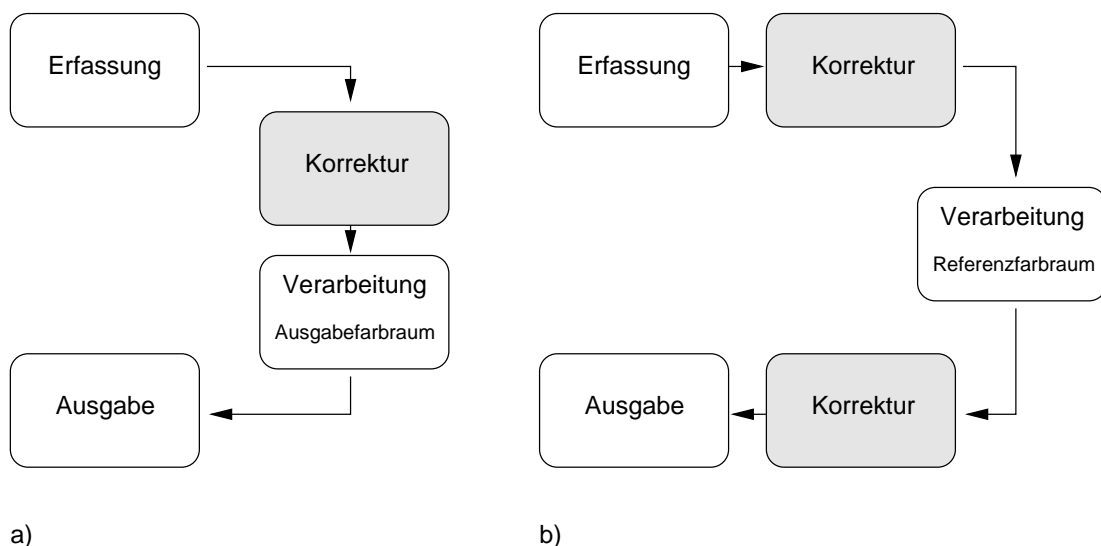 Erfassung
Korrektur
Verarbeitung
Ausgabefarbraum
Ausgabe
a)
Erfassung
Korrektur
Verarbeitung
Referenzfarbraum
Korrektur
Ausgabe
b)